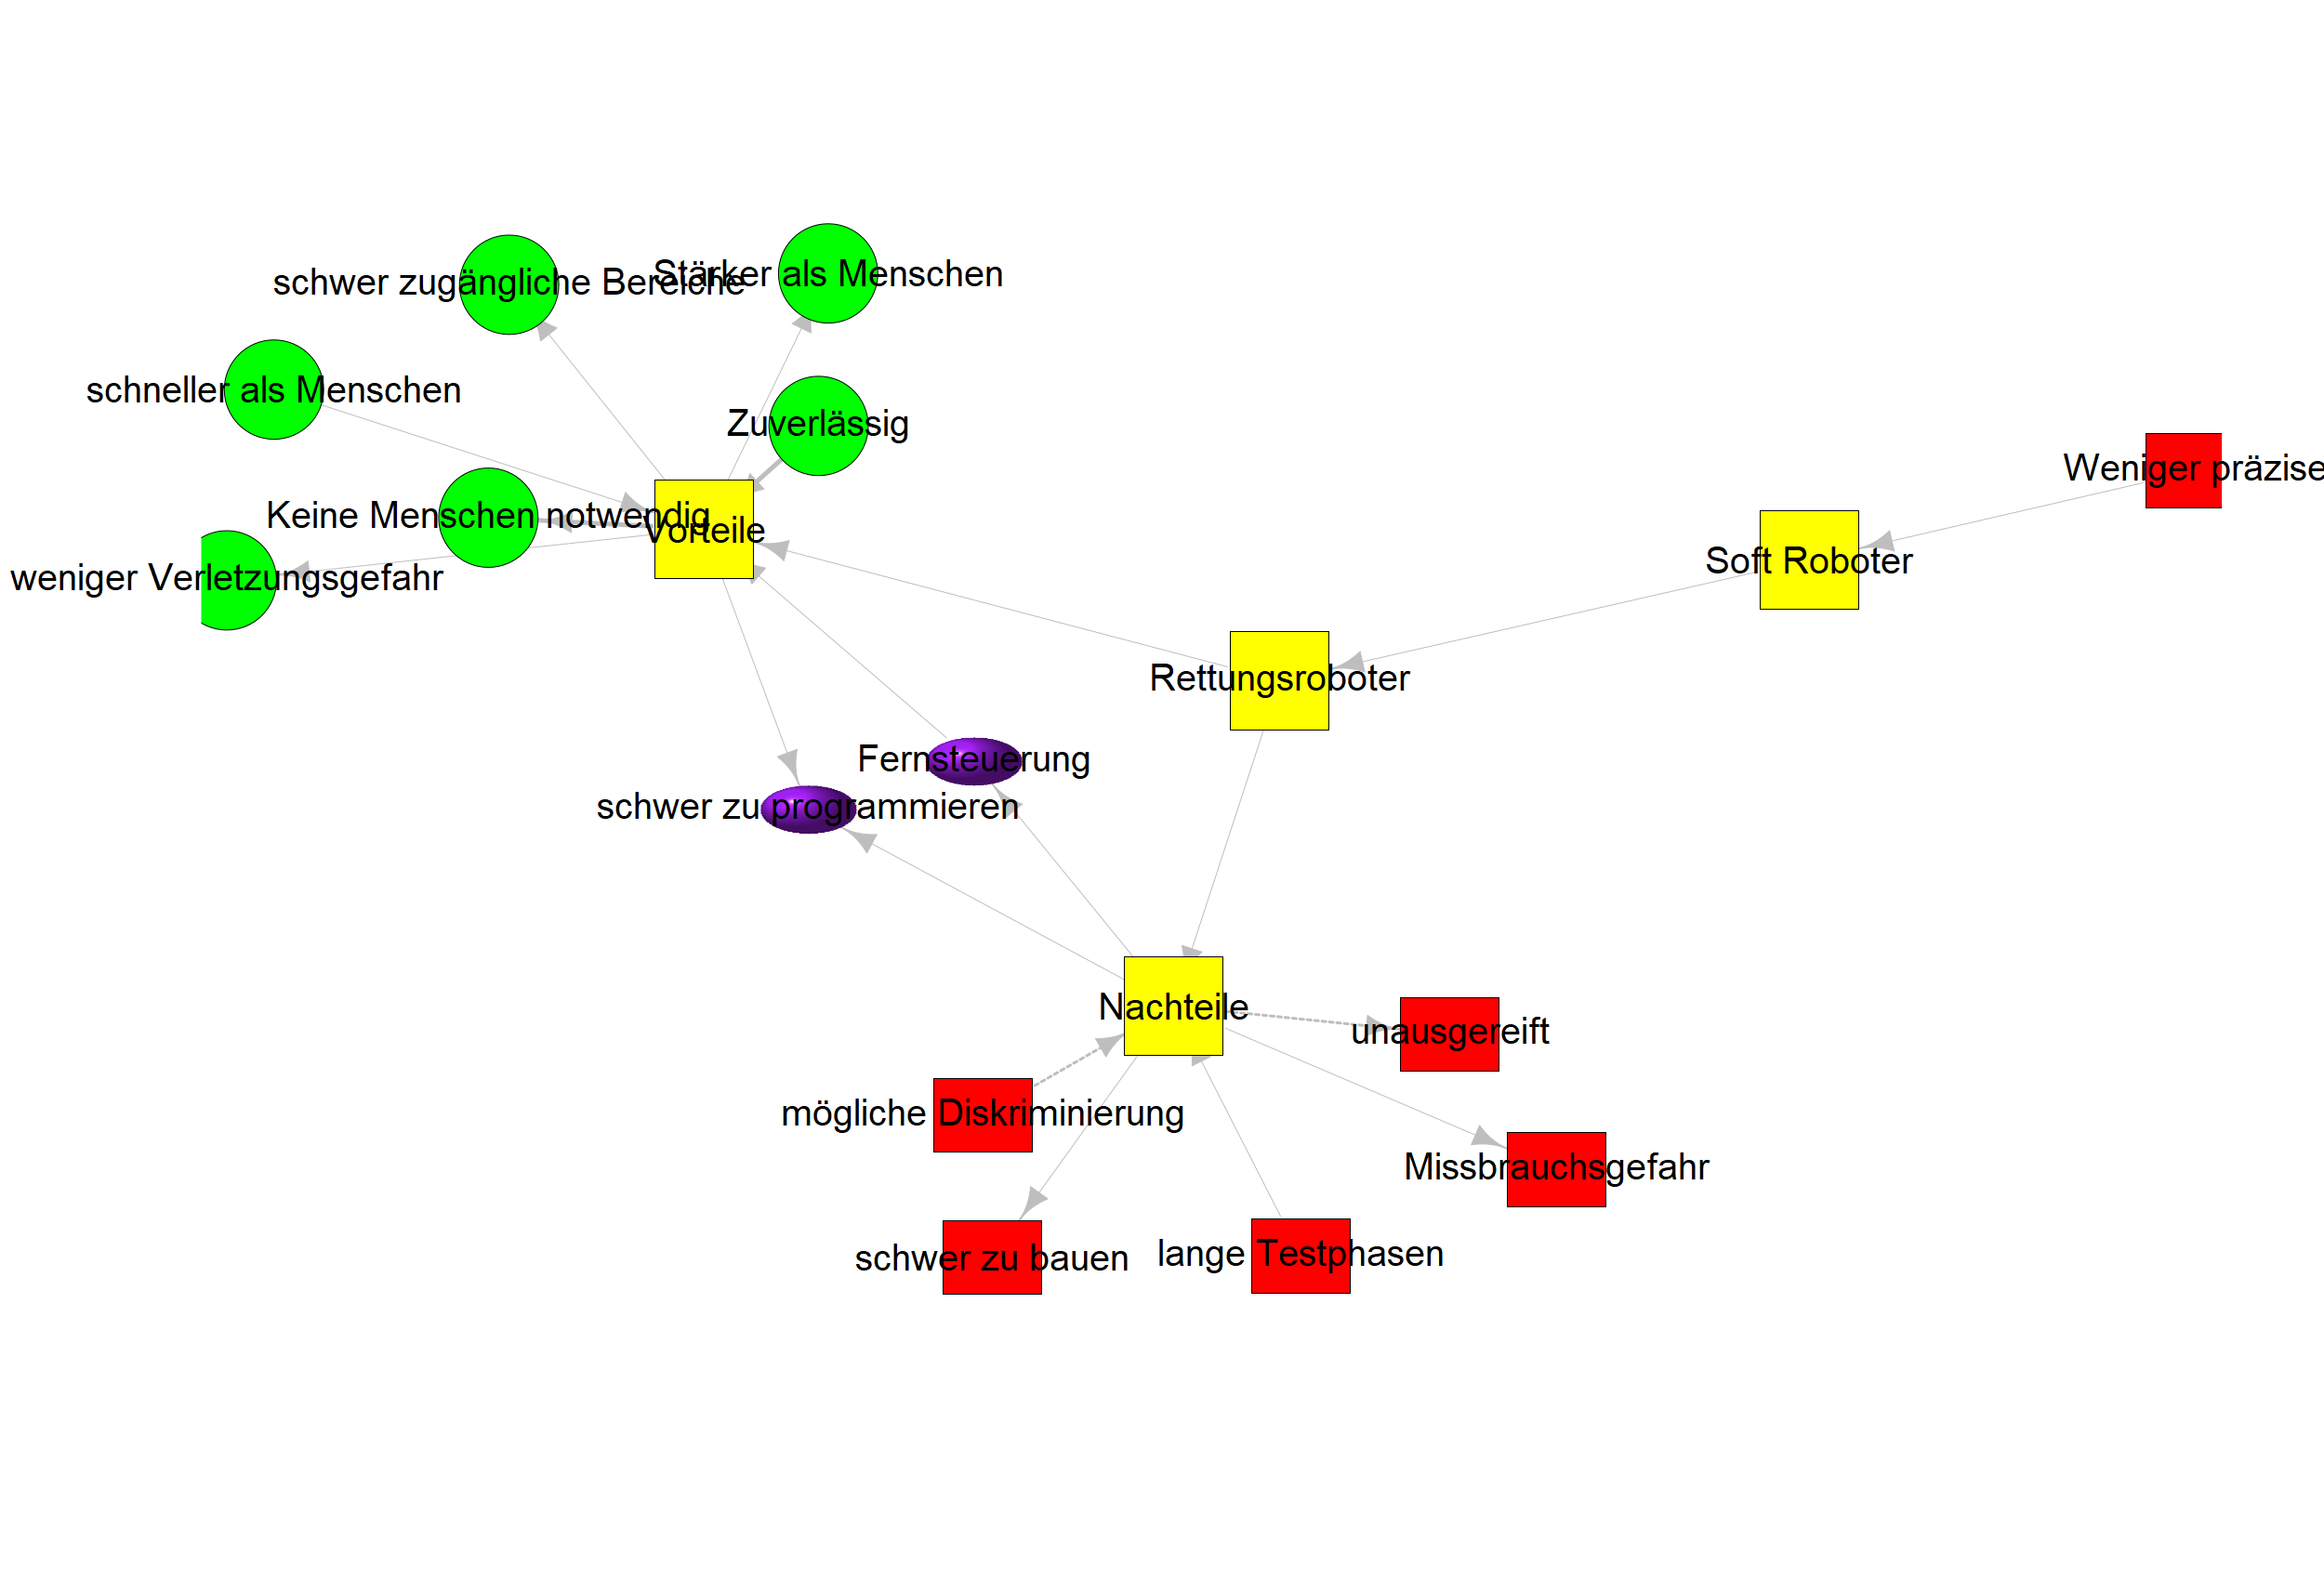 Stärker als Menschen
schwer zugängliche Bereiche
schneller als Menschen
Zuverlässig
Weniger präzise
Keine Menschen notwendig
Vorteile
Soft Roboter
weniger Verletzungsgefahr
Rettungsroboter
Fernsteuerung
schwer zu programmieren
Nachteile
unausgereift
mögliche Diskriminierung
Missbrauchsgefahr
lange Testphasen
schwer zu bauen